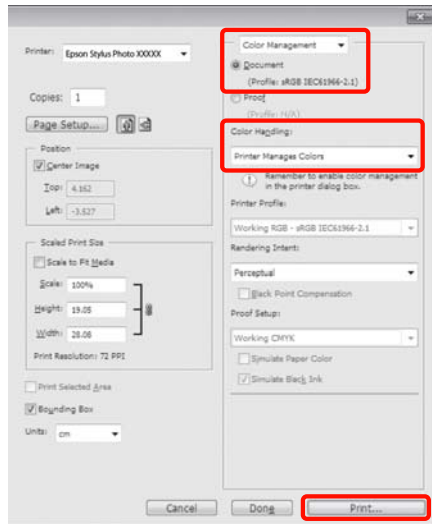 Printer: Epson Stylus Photo XXXXX
Copies: 1
Page Setup...
Position
Center Image
Top: 4.162
Left: -3.527
Scaled Print Size
Scale to Fit Media
Scale: 100%
Height: 19.05
Width: 28.06
Print Resolution: 72 PPI
Print Selected Area
Bounding Box
Units: cm
Color Management
Document
(Profile: sRGB IEC61966-2.1)
Proof
(Profile: N/A)
Color Handling:
Printer Manages Colors
Remember to enable color management
in the printer dialog box.
Printer Profile:
Working RGB - sRGB IEC61966-2.1
Rendering Intent:
Perceptual
Black Point Compensation
Proof Setup:
Working CMYK
Simulate Paper Color
Simulate Black Ink
Cancel
Done
Print...